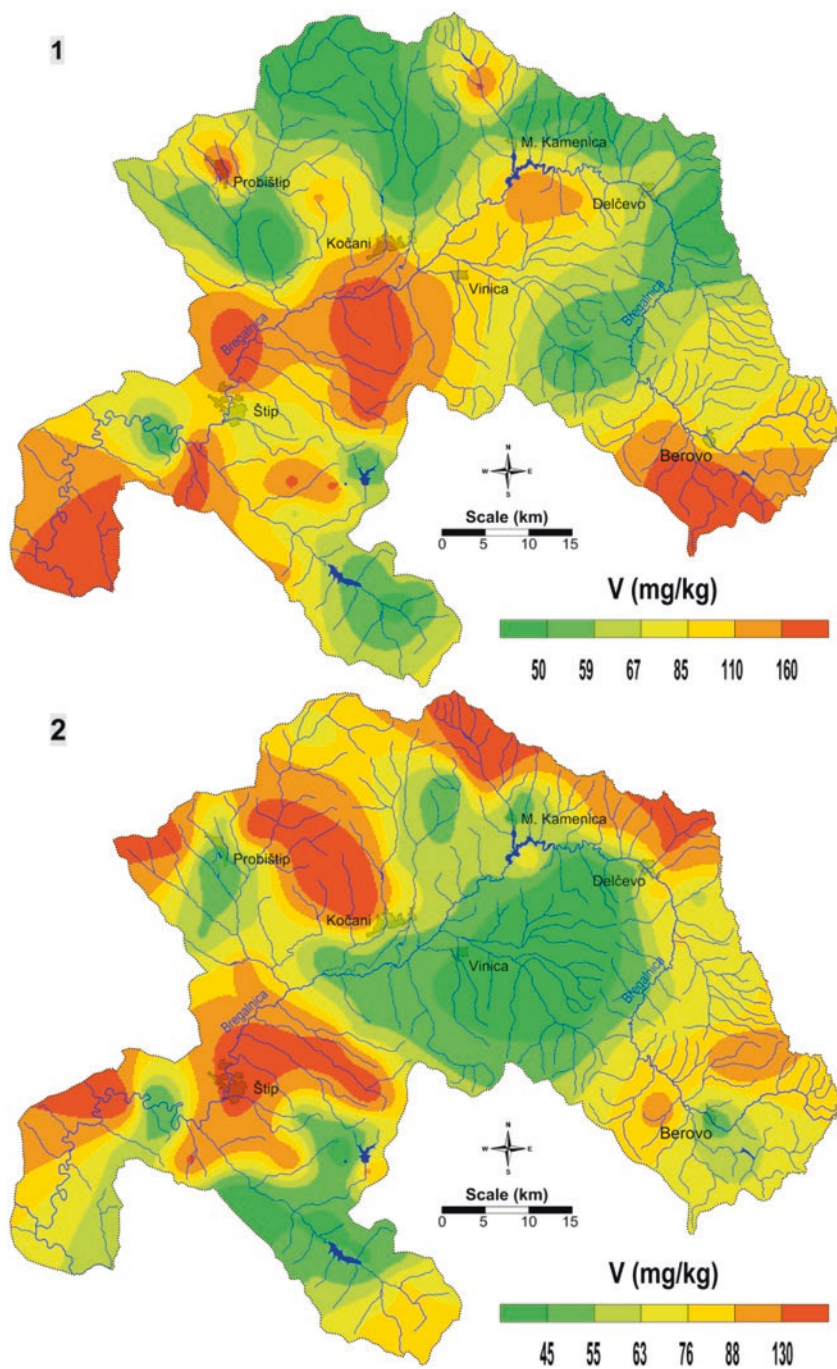 1
M. Kamenica
Probištip
Delčevo
Kočani
Vinica
Bregalnica
Bregalnica
Štip
Berovo
N
W E
S
Scale (km)
0 5 10 15
V (mg/kg)
50 59 67 85 110 160
2
M. Kamenica
Probištip
Delčevo
Kočani
Vinica
Bregalnica
Bregalnica
Štip
Berovo
N
W E
S
Scale (km)
0 5 10 15
V (mg/kg)
45 55 63 76 88 130